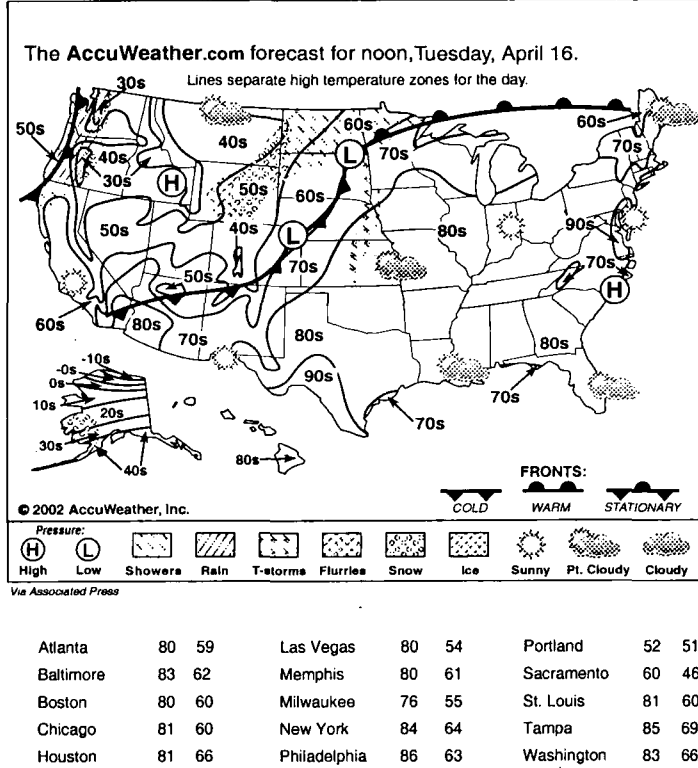 The AccuWeather.com forecast for noon, Tuesday, April 16.
Lines separate high temperature zones for the day.
30s
50s
40s
30s
H
40s
50s
40s
60s
L
70s
60s
60s
70s
50s
L
70s
50s
80s
90s
70s
H
60s
80s
70s
80s
90s
80s
70s
70s
-10s
-0s
0s
10s
20s
30s
40s
80s
FRONTS:
COLD WARM STATIONARY
© 2002 AccuWeather, Inc.
Pressure:
H L
High Low Showers Rain T-storms Flurries Snow Ice Sunny Pt. Cloudy Cloudy
Via Associated Press
Atlanta 80 59 Las Vegas 80 54 Portland 52 51
Baltimore 83 62 Memphis 80 61 Sacramento 60 46
Boston 80 60 Milwaukee 76 55 St. Louis 81 60
Chicago 81 60 New York 84 64 Tampa 85 69
Houston 81 66 Philadelphia 86 63 Washington 83 66